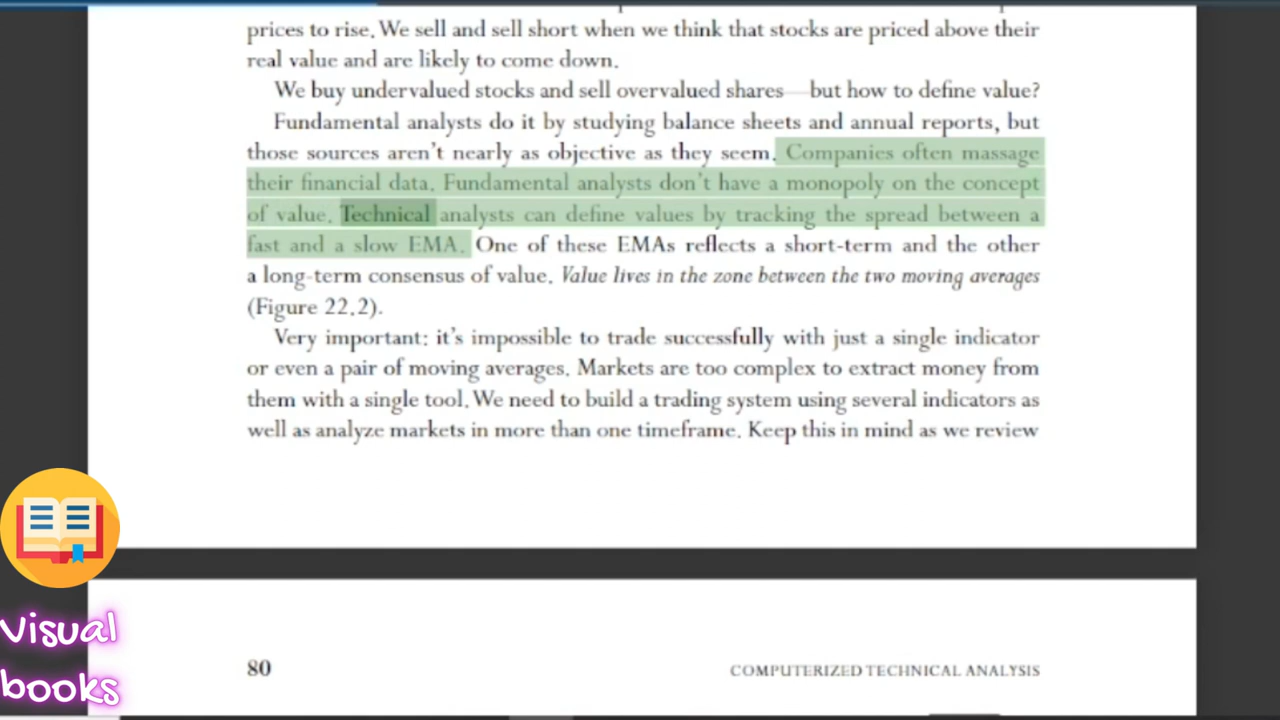 prices to rise. We sell and sell short when we think that stocks are priced above their
real value and are likely to come down.
We buy undervalued stocks and sell overvalued shares—but how to define value?
Fundamental analysts do it by studying balance sheets and annual reports, but
those sources aren't nearly as objective as they seem. Companies often massage
their financial data. Fundamental analysts don't have a monopoly on the concept
of value. Technical analysts can define values by tracking the spread between a
fast and a slow EMA. One of these EMAs reflects a short-term and the other
a long-term consensus of value. Value lives in the zone between the two moving averages
(Figure 22.2).
Very important: it's impossible to trade successfully with just a single indicator
or even a pair of moving averages. Markets are too complex to extract money from
them with a single tool. We need to build a trading system using several indicators as
well as analyze markets in more than one timeframe. Keep this in mind as we review
Visual
books
80 COMPUTERIZED TECHNICAL ANALYSIS